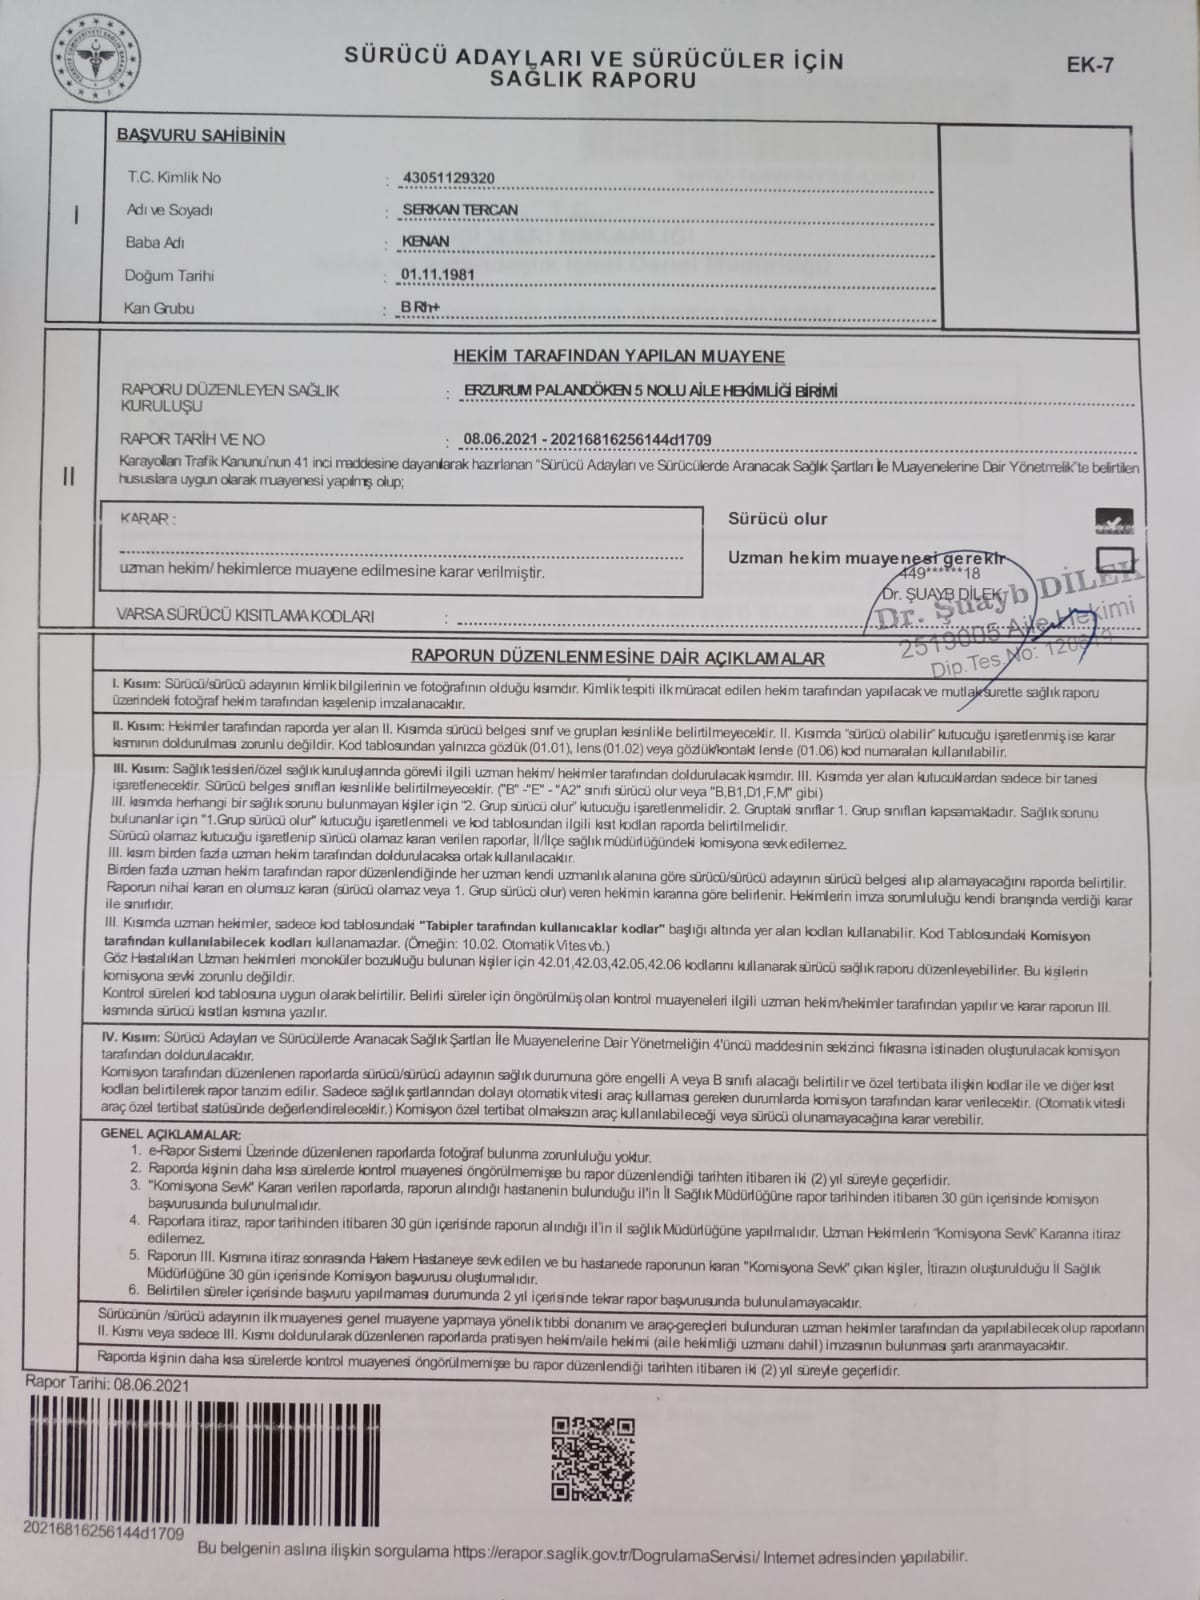 SÜRÜCÜ ADAYLARI VE SÜRÜCÜLER İÇİN
SAĞLIK RAPORU
EK-7
I
BAŞVURU SAHİBİNİN
T.C. Kimlik No : 43051129320
Adı ve Soyadı : SERKAN TERCAN
Baba Adı : KENAN
Doğum Tarihi : 01.11.1981
Kan Grubu : B Rh+
II
HEKİM TARAFINDAN YAPILAN MUAYENE
RAPORU DÜZENLEYEN SAĞLIK
KURULUŞU : ERZURUM PALANDÖKEN 5 NOLU AİLE HEKİMLİĞİ BİRİMİ
RAPOR TARİH VE NO : 08.06.2021 - 20216816256144d1709
Karayolları Trafik Kanunu'nun 41 inci maddesine dayanılarak hazırlanan "Sürücü Adayları ve Sürücülerde Aranacak Sağlık Şartları İle Muayenelerine Dair Yönetmelik"te belirtilen
hususlara uygun olarak muayenesi yapılmış olup;
KARAR :
uzman hekim/ hekimlerce muayene edilmesine karar verilmiştir.
Sürücü olur
Uzman hekim muayenesi gerekir
449******18
Dr. ŞUAYB DİLEK
Dr. Şuayb DİLEK
2519005 Aile Hekimi
Dip.Tes.No:
VARSA SÜRÜCÜ KISITLAMA KODLARI :
RAPORUN DÜZENLENMESİNE DAİR AÇIKLAMALAR
I. Kısım: Sürücü/sürücü adayının kimlik bilgilerinin ve fotoğrafının olduğu kısımdır. Kimlik tespiti ilk müracat edilen hekim tarafından yapılacak ve mutlak surette sağlık raporu
üzerindeki fotoğraf hekim tarafından kaşelenip imzalanacaktır.
II. Kısım: Hekimler tarafından raporda yer alan II. Kısımda sürücü belgesi sınıf ve grupları kesinlikle belirtilmeyecektir. II. Kısımda "sürücü olabilir" kutucuğu işaretlenmiş ise karar
kısmının doldurulması zorunlu değildir. Kod tablosundan yalnızca gözlük (01.01), lens (01.02) veya gözlük/kontakt lensle (01.06) kod numaraları kullanılabilir.
III. Kısım: Sağlık tesisleri/özel sağlık kuruluşlarında görevli ilgili uzman hekim/ hekimler tarafından doldurulacak kısımdır. III. Kısımda yer alan kutucuklardan sadece bir tanesi
işaretlenecektir. Sürücü belgesi sınıfları kesinlikle belirtilmeyecektir. ("B" -"E" - "A2" sınıfı sürücü olur veya "B,B1,D1,F,M" gibi)
III. kısımda herhangi bir sağlık sorunu bulunmayan kişiler için "2. Grup sürücü olur" kutucuğu işaretlenmelidir. 2. Gruptaki sınıflar 1. Grup sınıfları kapsamaktadır. Sağlık sorunu
bulunanlar için "1.Grup sürücü olur" kutucuğu işaretlenmeli ve kod tablosundan ilgili kısıt kodları raporda belirtilmelidir.
Sürücü olamaz kutucuğu işaretlenip sürücü olamaz kararı verilen raporlar, İl/İlçe sağlık müdürlüğündeki komisyona sevk edilemez.
III. kısım birden fazla uzman hekim tarafından doldurulacaksa ortak kullanılacaktır.
Birden fazla uzman hekim tarafından rapor düzenlendiğinde her uzman kendi uzmanlık alanına göre sürücü/sürücü adayının sürücü belgesi alıp alamayacağını raporda belirtilir.
Raporun nihai kararı en olumsuz kararı (sürücü olamaz veya 1. Grup sürücü olur) veren hekimin kararına göre belirlenir. Hekimlerin imza sorumluluğu kendi branşında verdiği karar
ile sınırlıdır.
III. Kısımda uzman hekimler, sadece kod tablosundaki "Tabipler tarafından kullanıcaklar kodlar" başlığı altında yer alan kodları kullanabilir. Kod Tablosundaki Komisyon
tarafından kullanılabilecek kodları kullanamazlar. (Örneğin: 10.02. Otomatik Vites vb.)
Göz Hastalıkları Uzman hekimleri monoküler bozukluğu bulunan kişiler için 42.01,42.03,42.05,42.06 kodlarını kullanarak sürücü sağlık raporu düzenleyebilirler. Bu kişilerin
komisyona sevki zorunlu değildir.
Kontrol süreleri kod tablosuna uygun olarak belirtilir. Belirli süreler için öngörülmüş olan kontrol muayeneleri ilgili uzman hekim/hekimler tarafından yapılır ve karar raporun III.
kısmında sürücü kısıtları kısmına yazılır.
IV. Kısım: Sürücü Adayları ve Sürücülerde Aranacak Sağlık Şartları İle Muayenelerine Dair Yönetmeliğin 4'üncü maddesinin sekizinci fıkrasına istinaden oluşturulacak komisyon
tarafından doldurulacaktır.
Komisyon tarafından düzenlenen raporlarda sürücü/sürücü adayının sağlık durumuna göre engelli A veya B sınıfı alacağı belirtilir ve özel tertibata ilişkin kodlar ile ve diğer kısıt
kodları belirtilerek rapor tanzim edilir. Sadece sağlık şartlarından dolayı otomatik vitesli araç kullaması gereken durumlarda komisyon tarafından karar verilecektir. (Otomatik vitesli
araç özel tertibat statüsünde değerlendirelecektir.) Komisyon özel tertibat olmaksızın araç kullanılabileceği veya sürücü olunamayacağına karar verebilir.
GENEL AÇIKLAMALAR:
1. e-Rapor Sistemi Üzerinde düzenlenen raporlarda fotoğraf bulunma zorunluluğu yoktur.
2. Raporda kişinin daha kısa sürelerde kontrol muayenesi öngörülmemişse bu rapor düzenlendiği tarihten itibaren iki (2) yıl süreyle geçerlidir.
3. "Komisyona Sevk" Kararı verilen raporlarda, raporun alındığı hastanenin bulunduğu il'in İl Sağlık Müdürlüğüne rapor tarihinden itibaren 30 gün içerisinde komisyon
başvurusunda bulunulmalıdır.
4. Raporlara itiraz, rapor tarihinden itibaren 30 gün içerisinde raporun alındığı il'in il sağlık Müdürlüğüne yapılmalıdır. Uzman Hekimlerin "Komisyona Sevk" Kararına itiraz
edilemez.
5. Raporun III. Kısmına itiraz sonrasında Hakem Hastaneye sevk edilen ve bu hastanede raporunun kararı "Komisyona Sevk" çıkan kişiler, İtirazın oluşturulduğu İl Sağlık
Müdürlüğüne 30 gün içerisinde Komisyon başvurusu oluşturmalıdır.
6. Belirtilen süreler içerisinde başvuru yapılmaması durumunda 2 yıl içerisinde tekrar rapor başvurusunda bulunulamayacaktır.
Sürücünün /sürücü adayının ilk muayenesi genel muayene yapmaya yönelik tıbbi donanım ve araç-gereçleri bulunduran uzman hekimler tarafından da yapılabilecek olup raporların
II. Kısmı veya sadece III. Kısmı doldurularak düzenlenen raporlarda pratisyen hekim/aile hekimi (aile hekimliği uzmanı dahil) imzasının bulunması şartı aranmayacaktır.
Raporda kişinin daha kısa sürelerde kontrol muayenesi öngörülmemişse bu rapor düzenlendiği tarihten itibaren iki (2) yıl süreyle geçerlidir.
Rapor Tarihi: 08.06.2021
20216816256144d1709
Bu belgenin aslına ilişkin sorgulama https://erapor.saglik.gov.tr/DogrulamaServisi/ Internet adresinden yapılabilir.